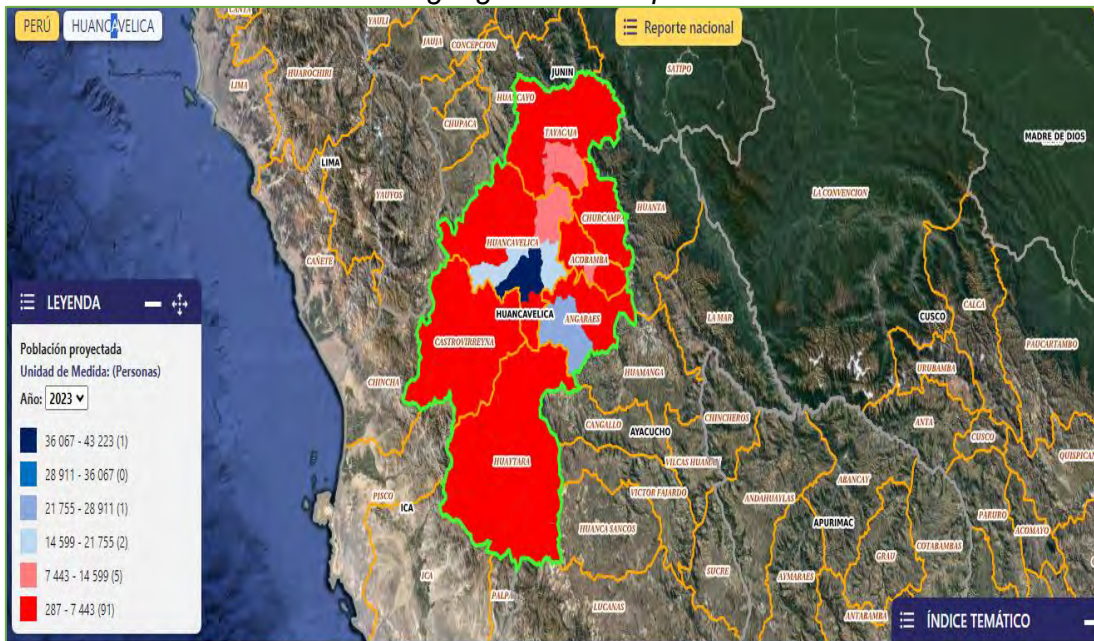 PERÚ
HUANCAVELICA
Reporte nacional
YAULI
JAUJA
CONCEPCION
HUAROCHIRI
JUNIN
SATIPO
LIMA
HUANCAYO
CHUPACA
TAYACAJA
MADRE DE DIOS
LIMA
YAUYOS
LA CONVENCION
HUANTA
CHURCAMPA
HUANCAVELICA
CAÑETE
ACOBAMBA
CALCA
HUANCAVELICA
ANGARAES
LA MAR
CUSCO
CASTROVIRREYNA
PAUCARTAMBO
URUBAMBA
CHINCHA
HUAMANGA
CANGALLO
CHINCHEROS
ANTA
AYACUCHO
CUSCO
QUISPICAN
HUAYTARA
VILCAS HUAMAN
ABANCAY
PISCO
ICA
VICTOR FAJARDO
ANDAHUAYLAS
PARURO
HUANCA SANCOS
APURIMAC
ACOMAYO
COTABAMBAS
GRAU
ICA
SUCRE
AYMARAES
PALPA
LUCANAS
ANTABAMBA
LEYENDA
Población proyectada
Unidad de Medida: (Personas)
Año: 2023
36 067 - 43 223 (1)
28 911 - 36 067 (0)
21 755 - 28 911 (1)
14 599 - 21 755 (2)
7 443 - 14 599 (5)
287 - 7 443 (91)
ÍNDICE TEMÁTICO